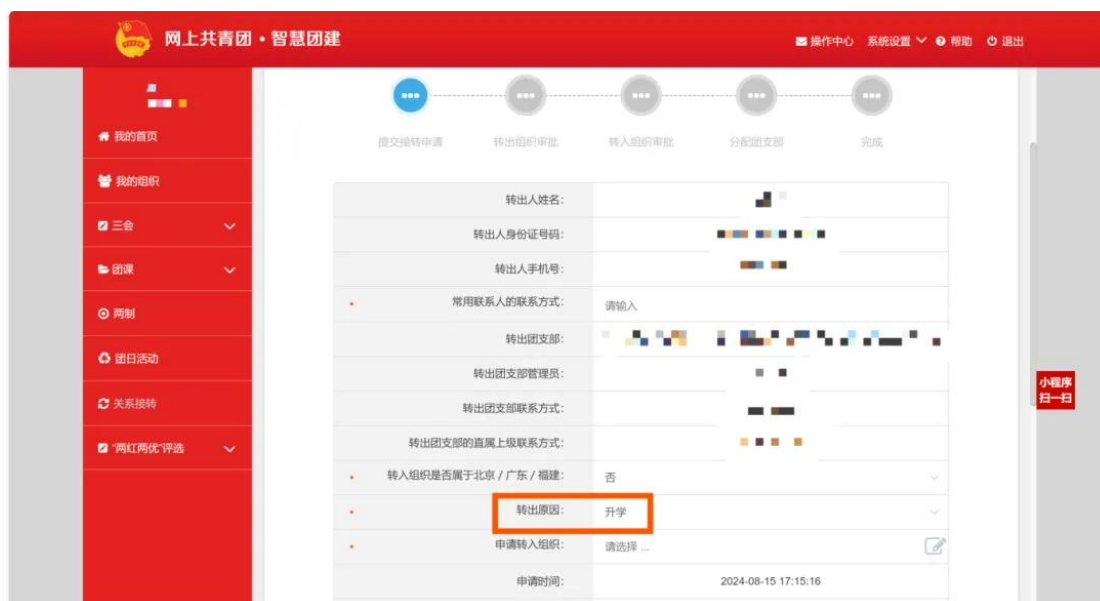 网上共青团·智慧团建
操作中心 系统设置 帮助 退出
我的首页
我的组织
三会
团课
两制
团日活动
关系接转
“两红两优”评选
提交接转申请 转出组织审批 转入组织审批 分配团支部 完成
转出人姓名:
转出人身份证号码:
转出人手机号:
* 常用联系人的联系方式: 请输入
转出团支部:
转出团支部管理员:
转出团支部联系方式:
转出团支部的直属上级联系方式:
* 转入组织是否属于北京/广东/福建: 否
* 转出原因: 升学
* 申请转入组织: 请选择 ...
申请时间: 2024-08-15 17:15:16
小程序
扫一扫